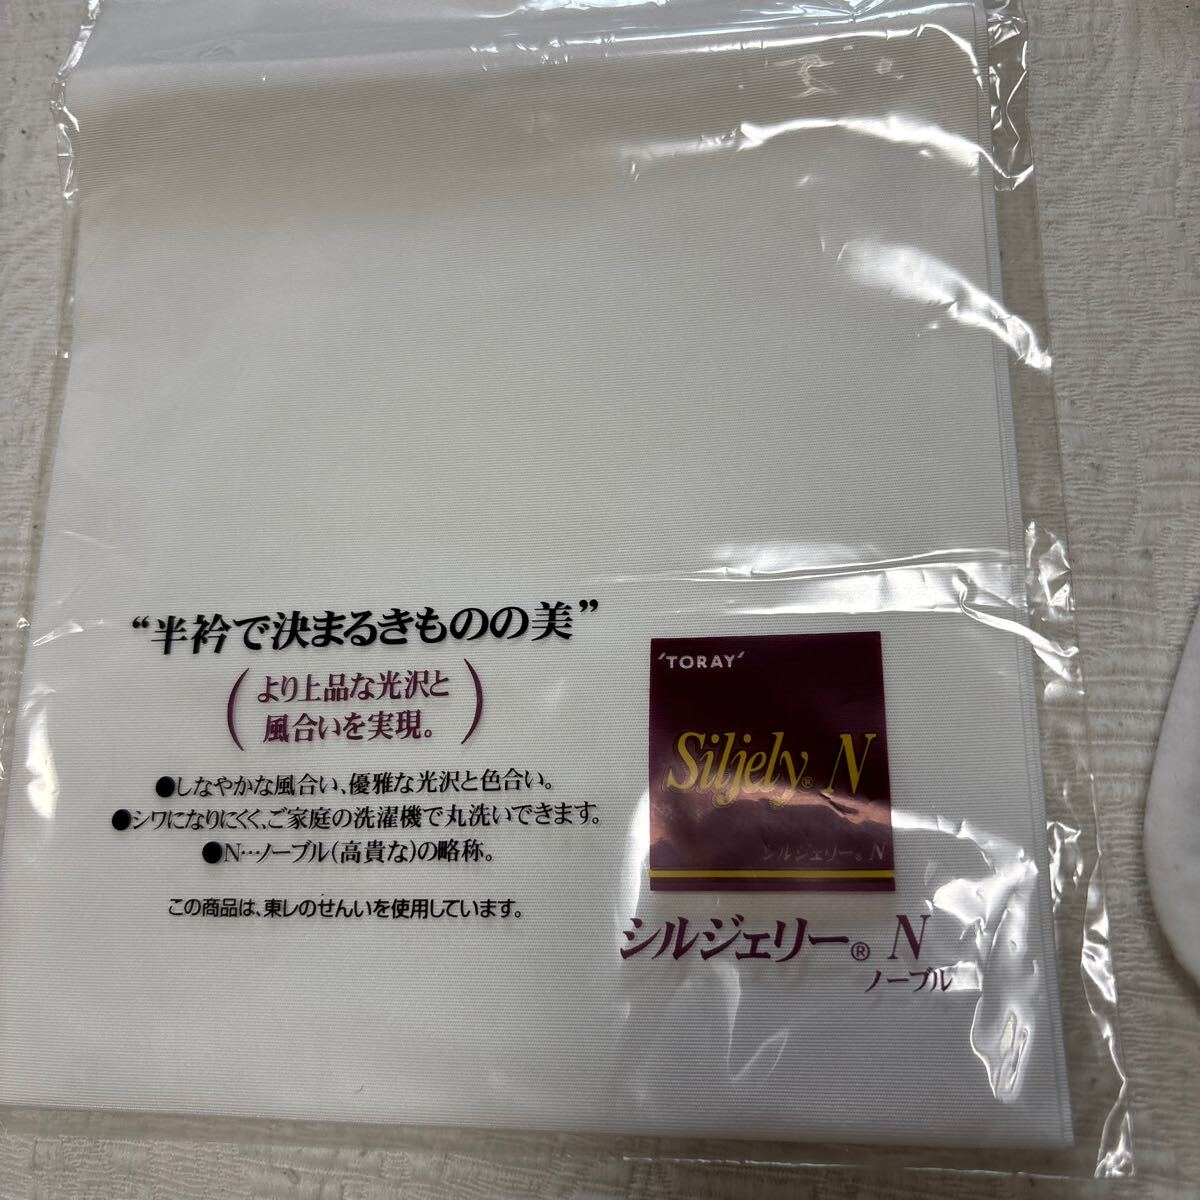 “半衿で決まるきものの美”
(より上品な光沢と
風合いを実現。)
●しなやかな風合い、優雅な光沢と色合い。
●シワになりにくく、ご家庭の洗濯機で丸洗いできます。
●N…ノーブル(高貴な)の略称。
この商品は、東レのせんいを使用しています。
'TORAY'
Siljely® N
シルジェリー® N
シルジェリー® N
ノーブル